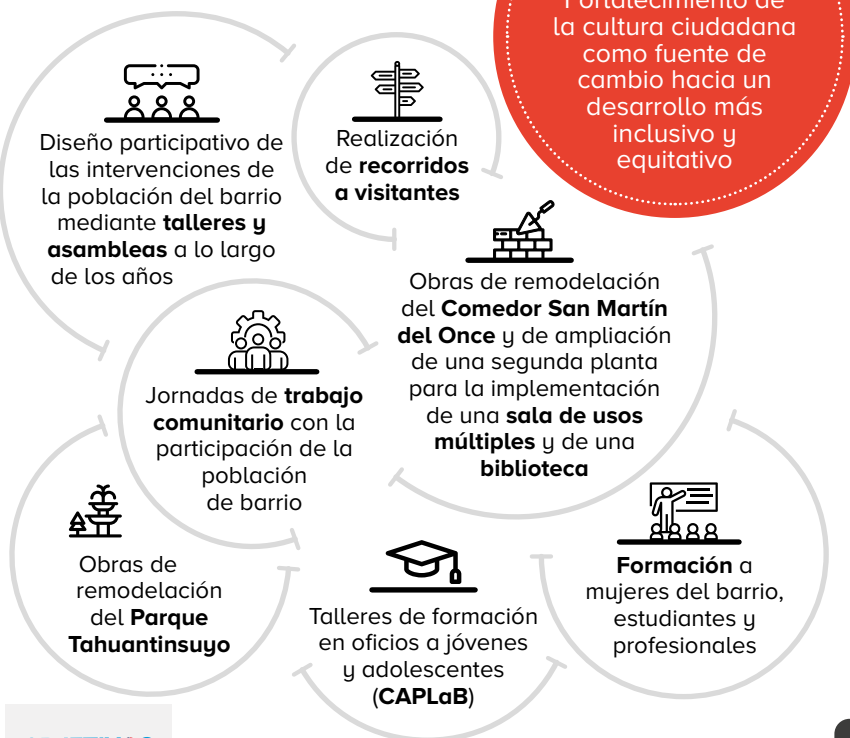 Fortalecimiento de
la cultura ciudadana
como fuente de
cambio hacia un
desarrollo más
inclusivo y
equitativo
Diseño participativo de
las intervenciones de
la población del barrio
mediante talleres y
asambleas a lo largo
de los años
Realización
de recorridos
a visitantes
Obras de remodelación
del Comedor San Martín
del Once y de ampliación
de una segunda planta
para la implementación
de una sala de usos
múltiples y de una
biblioteca
Jornadas de trabajo
comunitario con la
participación de la
población
de barrio
Obras de
remodelación
del Parque
Tahuantinsuyo
Talleres de formación
en oficios a jóvenes
y adolescentes
(CAPLaB)
Formación a
mujeres del barrio,
estudiantes y
profesionales